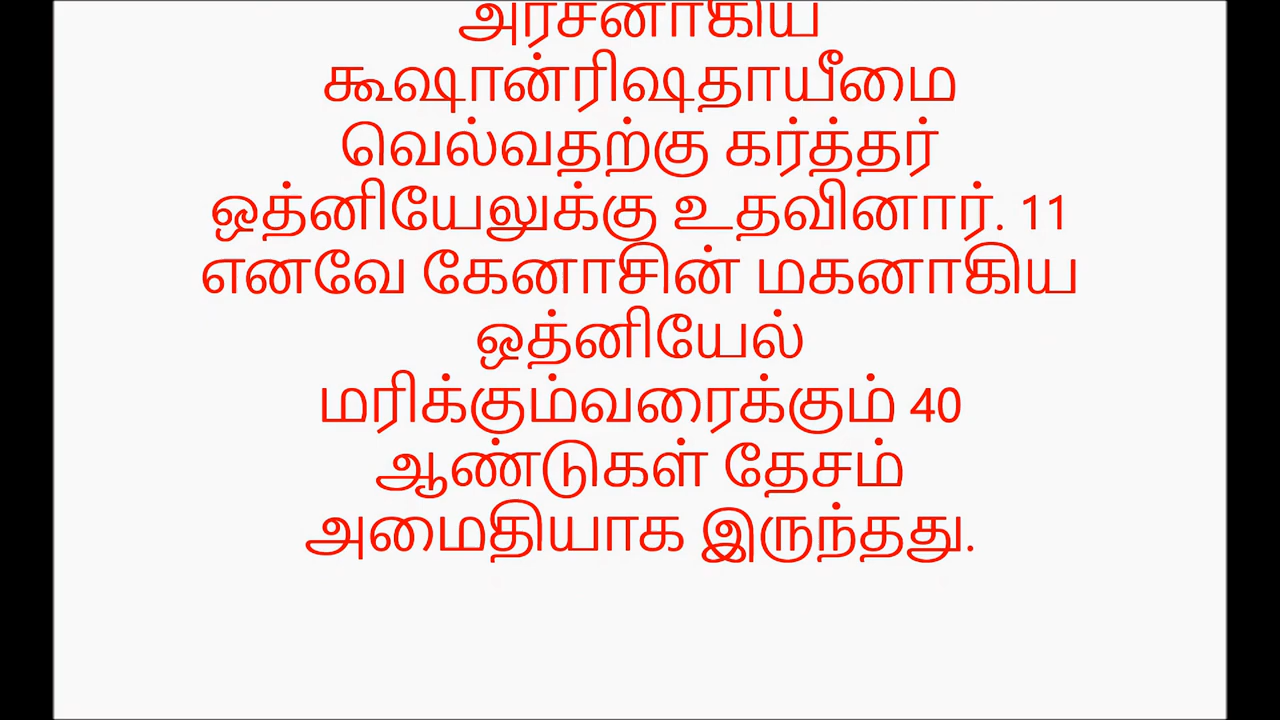 அரசனாகிய
கூஷான்ரிஷதாயீமை
வெல்வதற்கு கர்த்தர்
ஒத்னியேலுக்கு உதவினார். 11
எனவே கேனாசின் மகனாகிய
ஒத்னியேல்
மரிக்கும்வரைக்கும் 40
ஆண்டுகள் தேசம்
அமைதியாக இருந்தது.